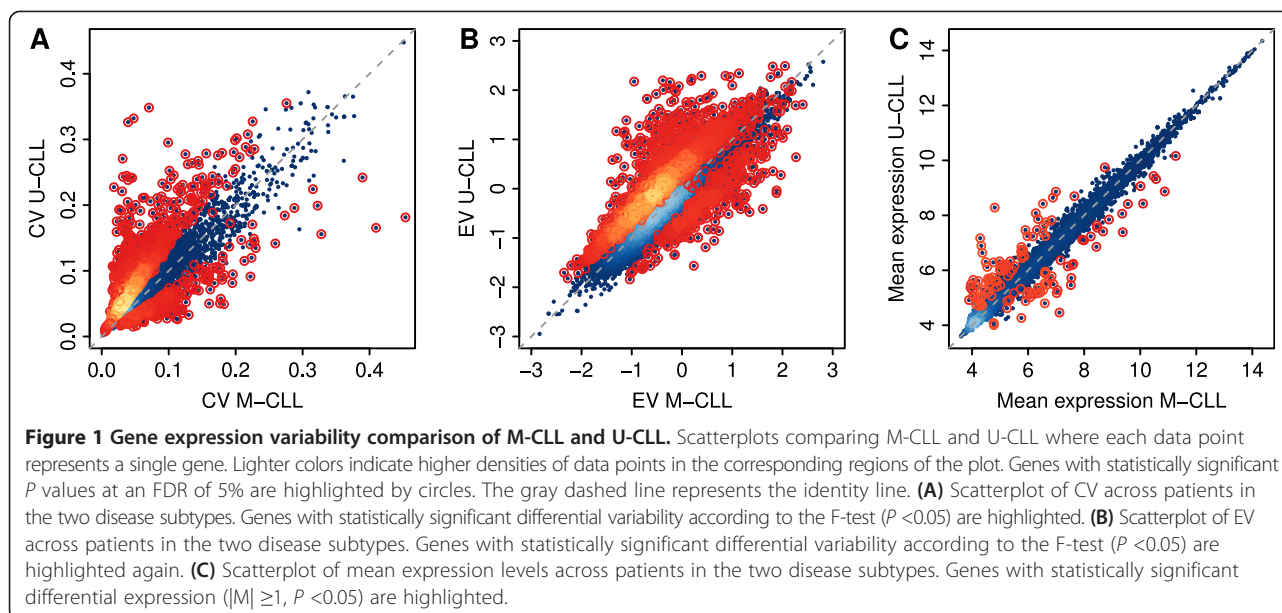 A
B
C
CV U−CLL
0.0 0.1 0.2 0.3 0.4
0.0 0.1 0.2 0.3 0.4
CV M−CLL
EV U−CLL
−3 −2 −1 0 1 2 3
−3 −2 −1 0 1 2 3
EV M−CLL
Mean expression U−CLL
4 6 8 10 12 14
4 6 8 10 12 14
Mean expression M−CLL
Figure 1 Gene expression variability comparison of M-CLL and U-CLL. Scatterplots comparing M-CLL and U-CLL where each data point
represents a single gene. Lighter colors indicate higher densities of data points in the corresponding regions of the plot. Genes with statistically significant
P values at an FDR of 5% are highlighted by circles. The gray dashed line represents the identity line. (A) Scatterplot of CV across patients in
the two disease subtypes. Genes with statistically significant differential variability according to the F-test (P <0.05) are highlighted. (B) Scatterplot of EV
across patients in the two disease subtypes. Genes with statistically significant differential variability according to the F-test (P <0.05) are
highlighted again. (C) Scatterplot of mean expression levels across patients in the two disease subtypes. Genes with statistically significant
differential expression (|M| ≥1, P <0.05) are highlighted.